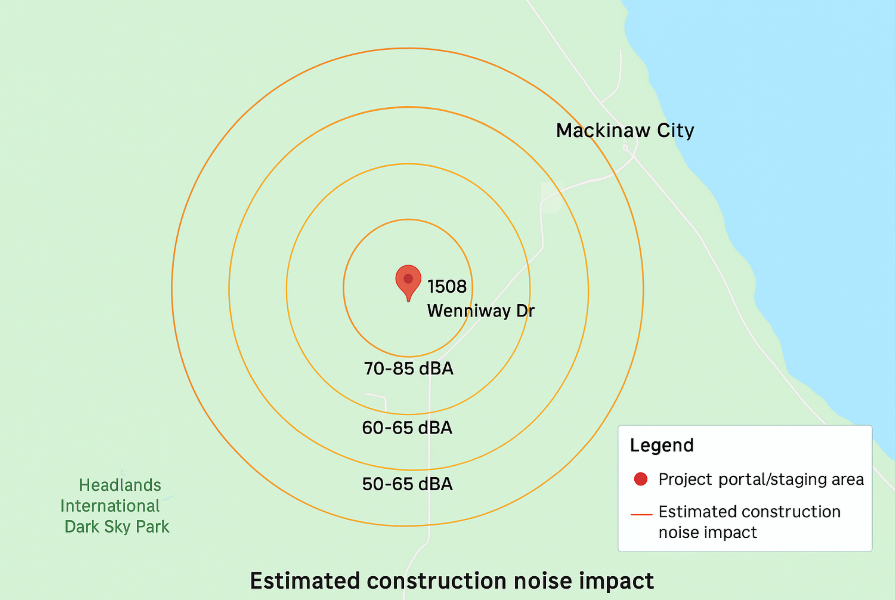 Mackinaw City
1508
Wenniway Dr
70-85 dBA
60-65 dBA
50-65 dBA
Headlands
International
Dark Sky Park
Legend
Project portal/staging area
Estimated construction
noise impact
Estimated construction noise impact